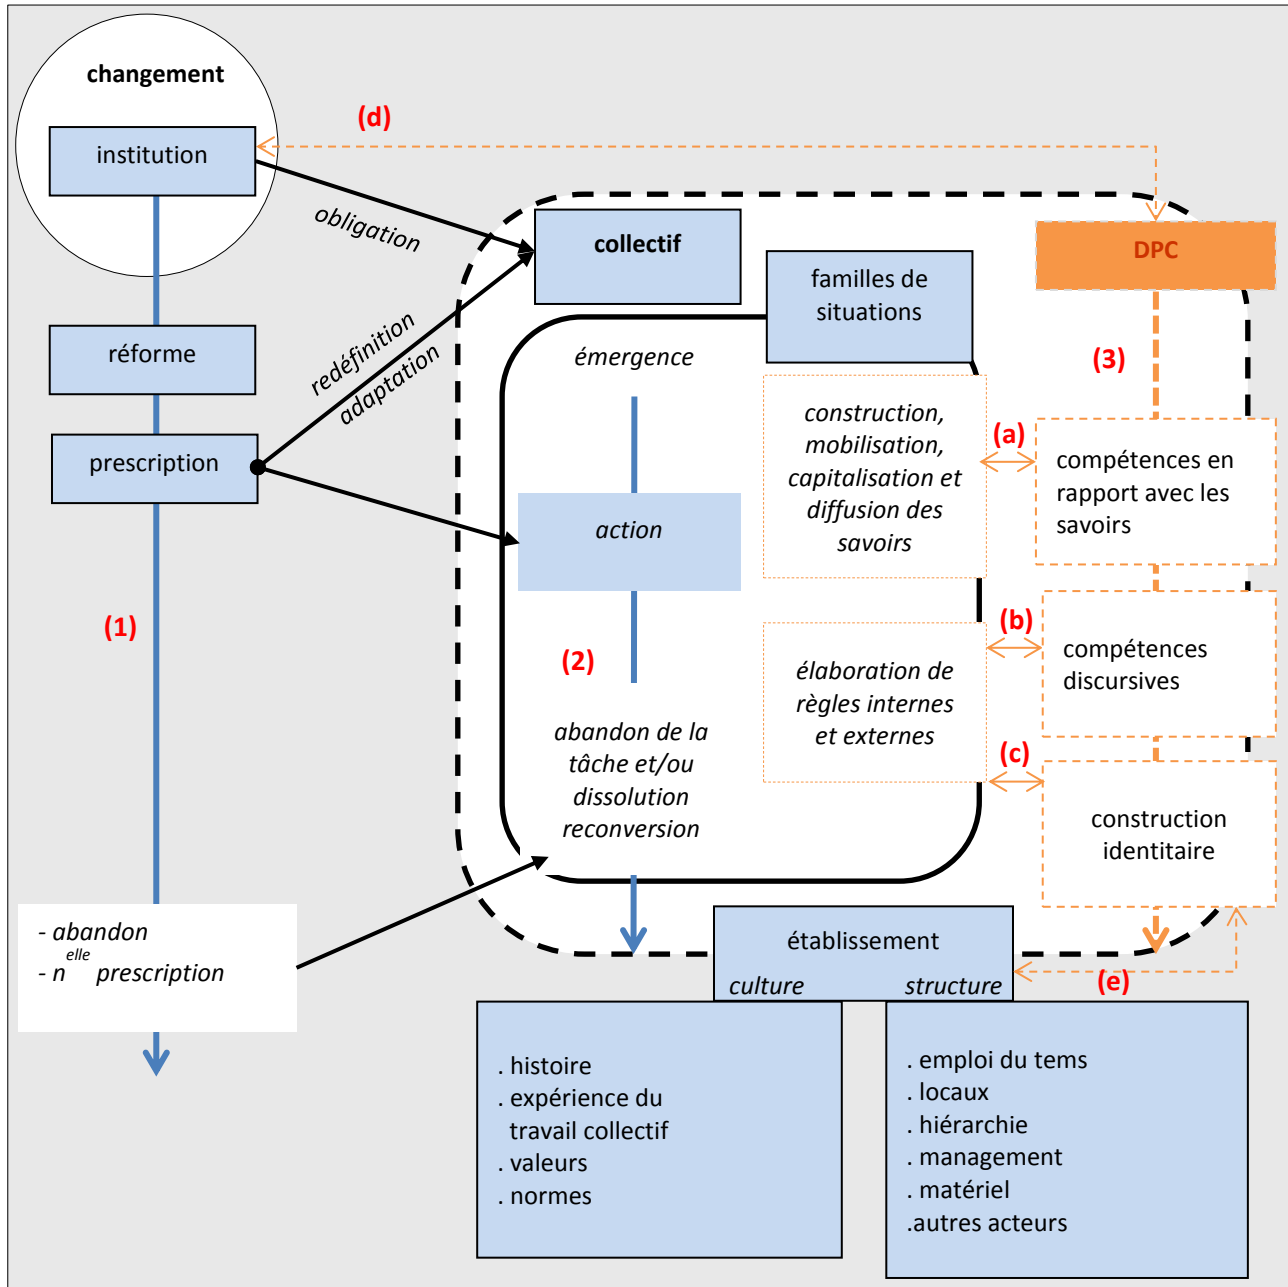 changement
institution
réforme
prescription
(1)
- abandon
- n^elle prescription
(d)
obligation
redéfinition
adaptation
collectif
familles de
situations
émergence
action
(2)
abandon de la
tâche et/ou
dissolution
reconversion
construction,
mobilisation,
capitalisation et
diffusion des
savoirs
élaboration de
règles internes
et externes
(a)
(b)
(c)
DPC
(3)
compétences en
rapport avec les
savoirs
compétences
discursives
construction
identitaire
établissement
culture structure
(e)
. histoire
. expérience du
travail collectif
. valeurs
. normes
. emploi du tems
. locaux
. hiérarchie
. management
. matériel
.autres acteurs